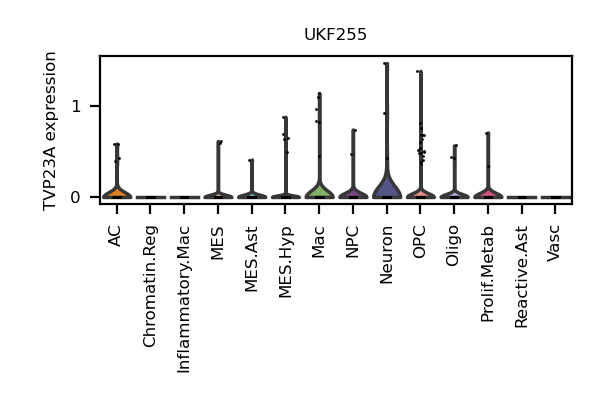 UKF255
TVP23A expression
1
0
AC
Chromatin.Reg
Inflammatory.Mac
MES
MES.Ast
MES.Hyp
Mac
NPC
Neuron
OPC
Oligo
Prolif.Metab
Reactive.Ast
Vasc